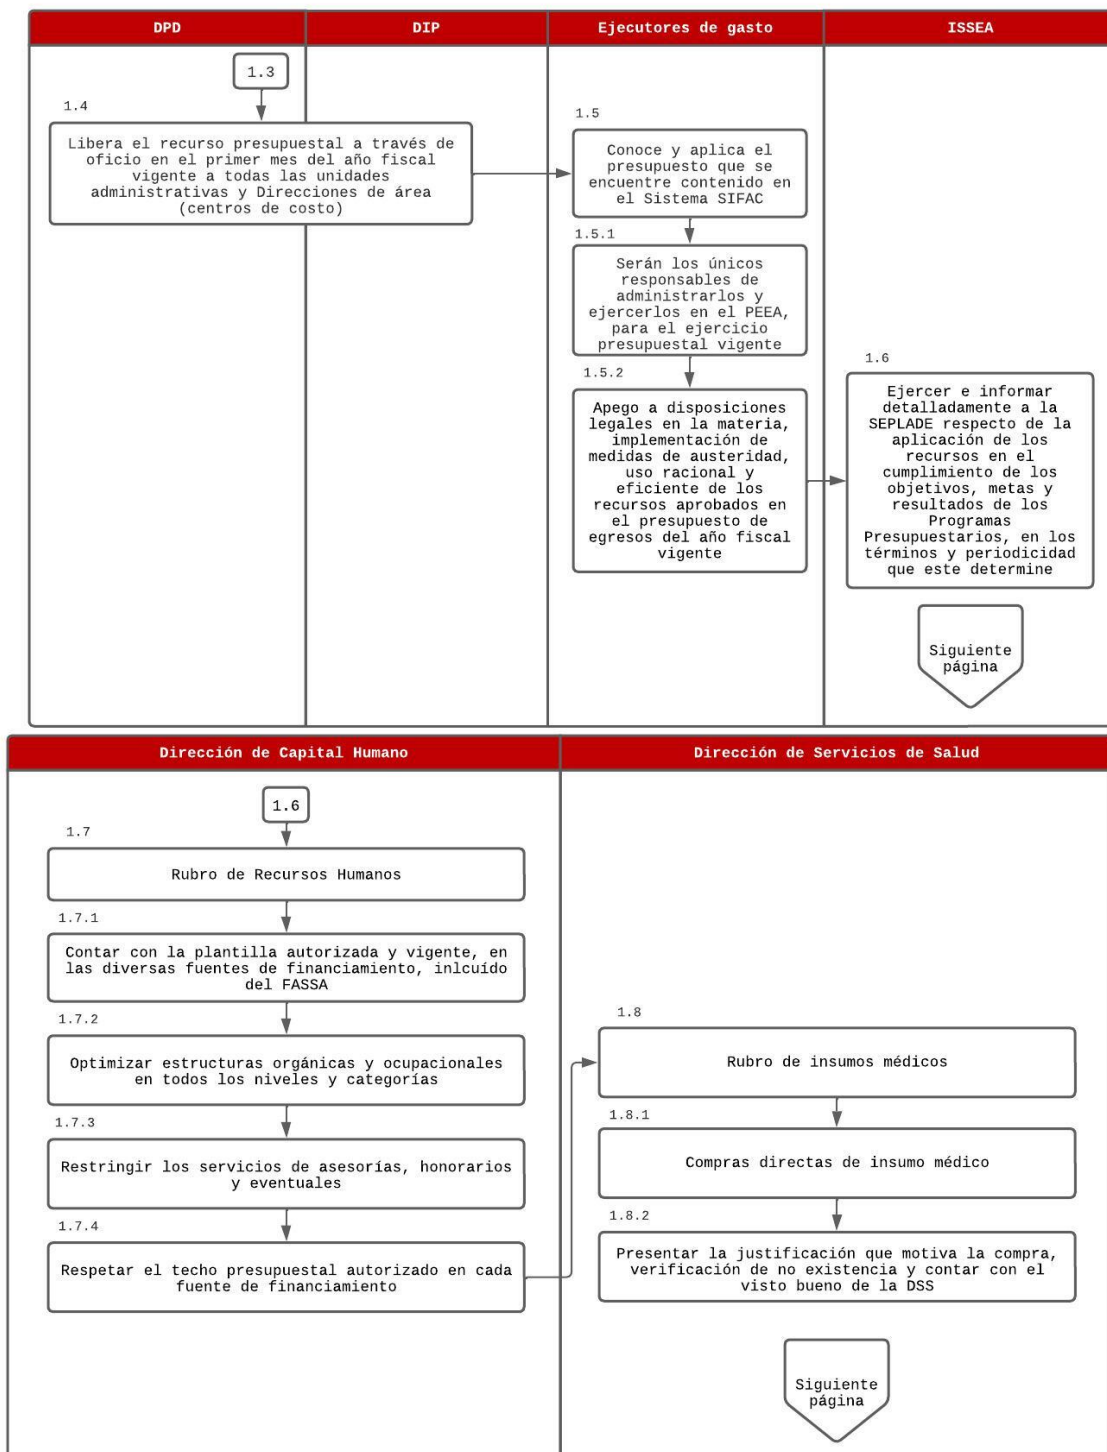 DPD
DIP
Ejecutores de gasto
ISSEA
1.3
1.4
Libera el recurso presupuestal a través de
oficio en el primer mes del año fiscal
vigente a todas las unidades
administrativas y Direcciones de área
(centros de costo)
1.5
Conoce y aplica el
presupuesto que se
encuentre contenido en
el Sistema SIFAC
1.5.1
Serán los únicos
responsables de
administrarlos y
ejercerlos en el PEEA,
para el ejercicio
presupuestal vigente
1.5.2
Apego a disposiciones
legales en la materia,
implementación de
medidas de austeridad,
uso racional y
eficiente de los
recursos aprobados en
el presupuesto de
egresos del año fiscal
vigente
1.6
Ejercer e informar
detalladamente a la
SEPLADE respecto de la
aplicación de los
recursos en el
cumplimiento de los
objetivos, metas y
resultados de los
Programas
Presupuestarios, en los
términos y periodicidad
que este determine
Siguiente
página
Dirección de Capital Humano
Dirección de Servicios de Salud
1.6
1.7
Rubro de Recursos Humanos
1.7.1
Contar con la plantilla autorizada y vigente, en
las diversas fuentes de financiamiento, inlcuído
del FASSA
1.7.2
Optimizar estructuras orgánicas y ocupacionales
en todos los niveles y categorías
1.7.3
Restringir los servicios de asesorías, honorarios
y eventuales
1.7.4
Respetar el techo presupuestal autorizado en cada
fuente de financiamiento
1.8
Rubro de insumos médicos
1.8.1
Compras directas de insumo médico
1.8.2
Presentar la justificación que motiva la compra,
verificación de no existencia y contar con el
visto bueno de la DSS
Siguiente
página